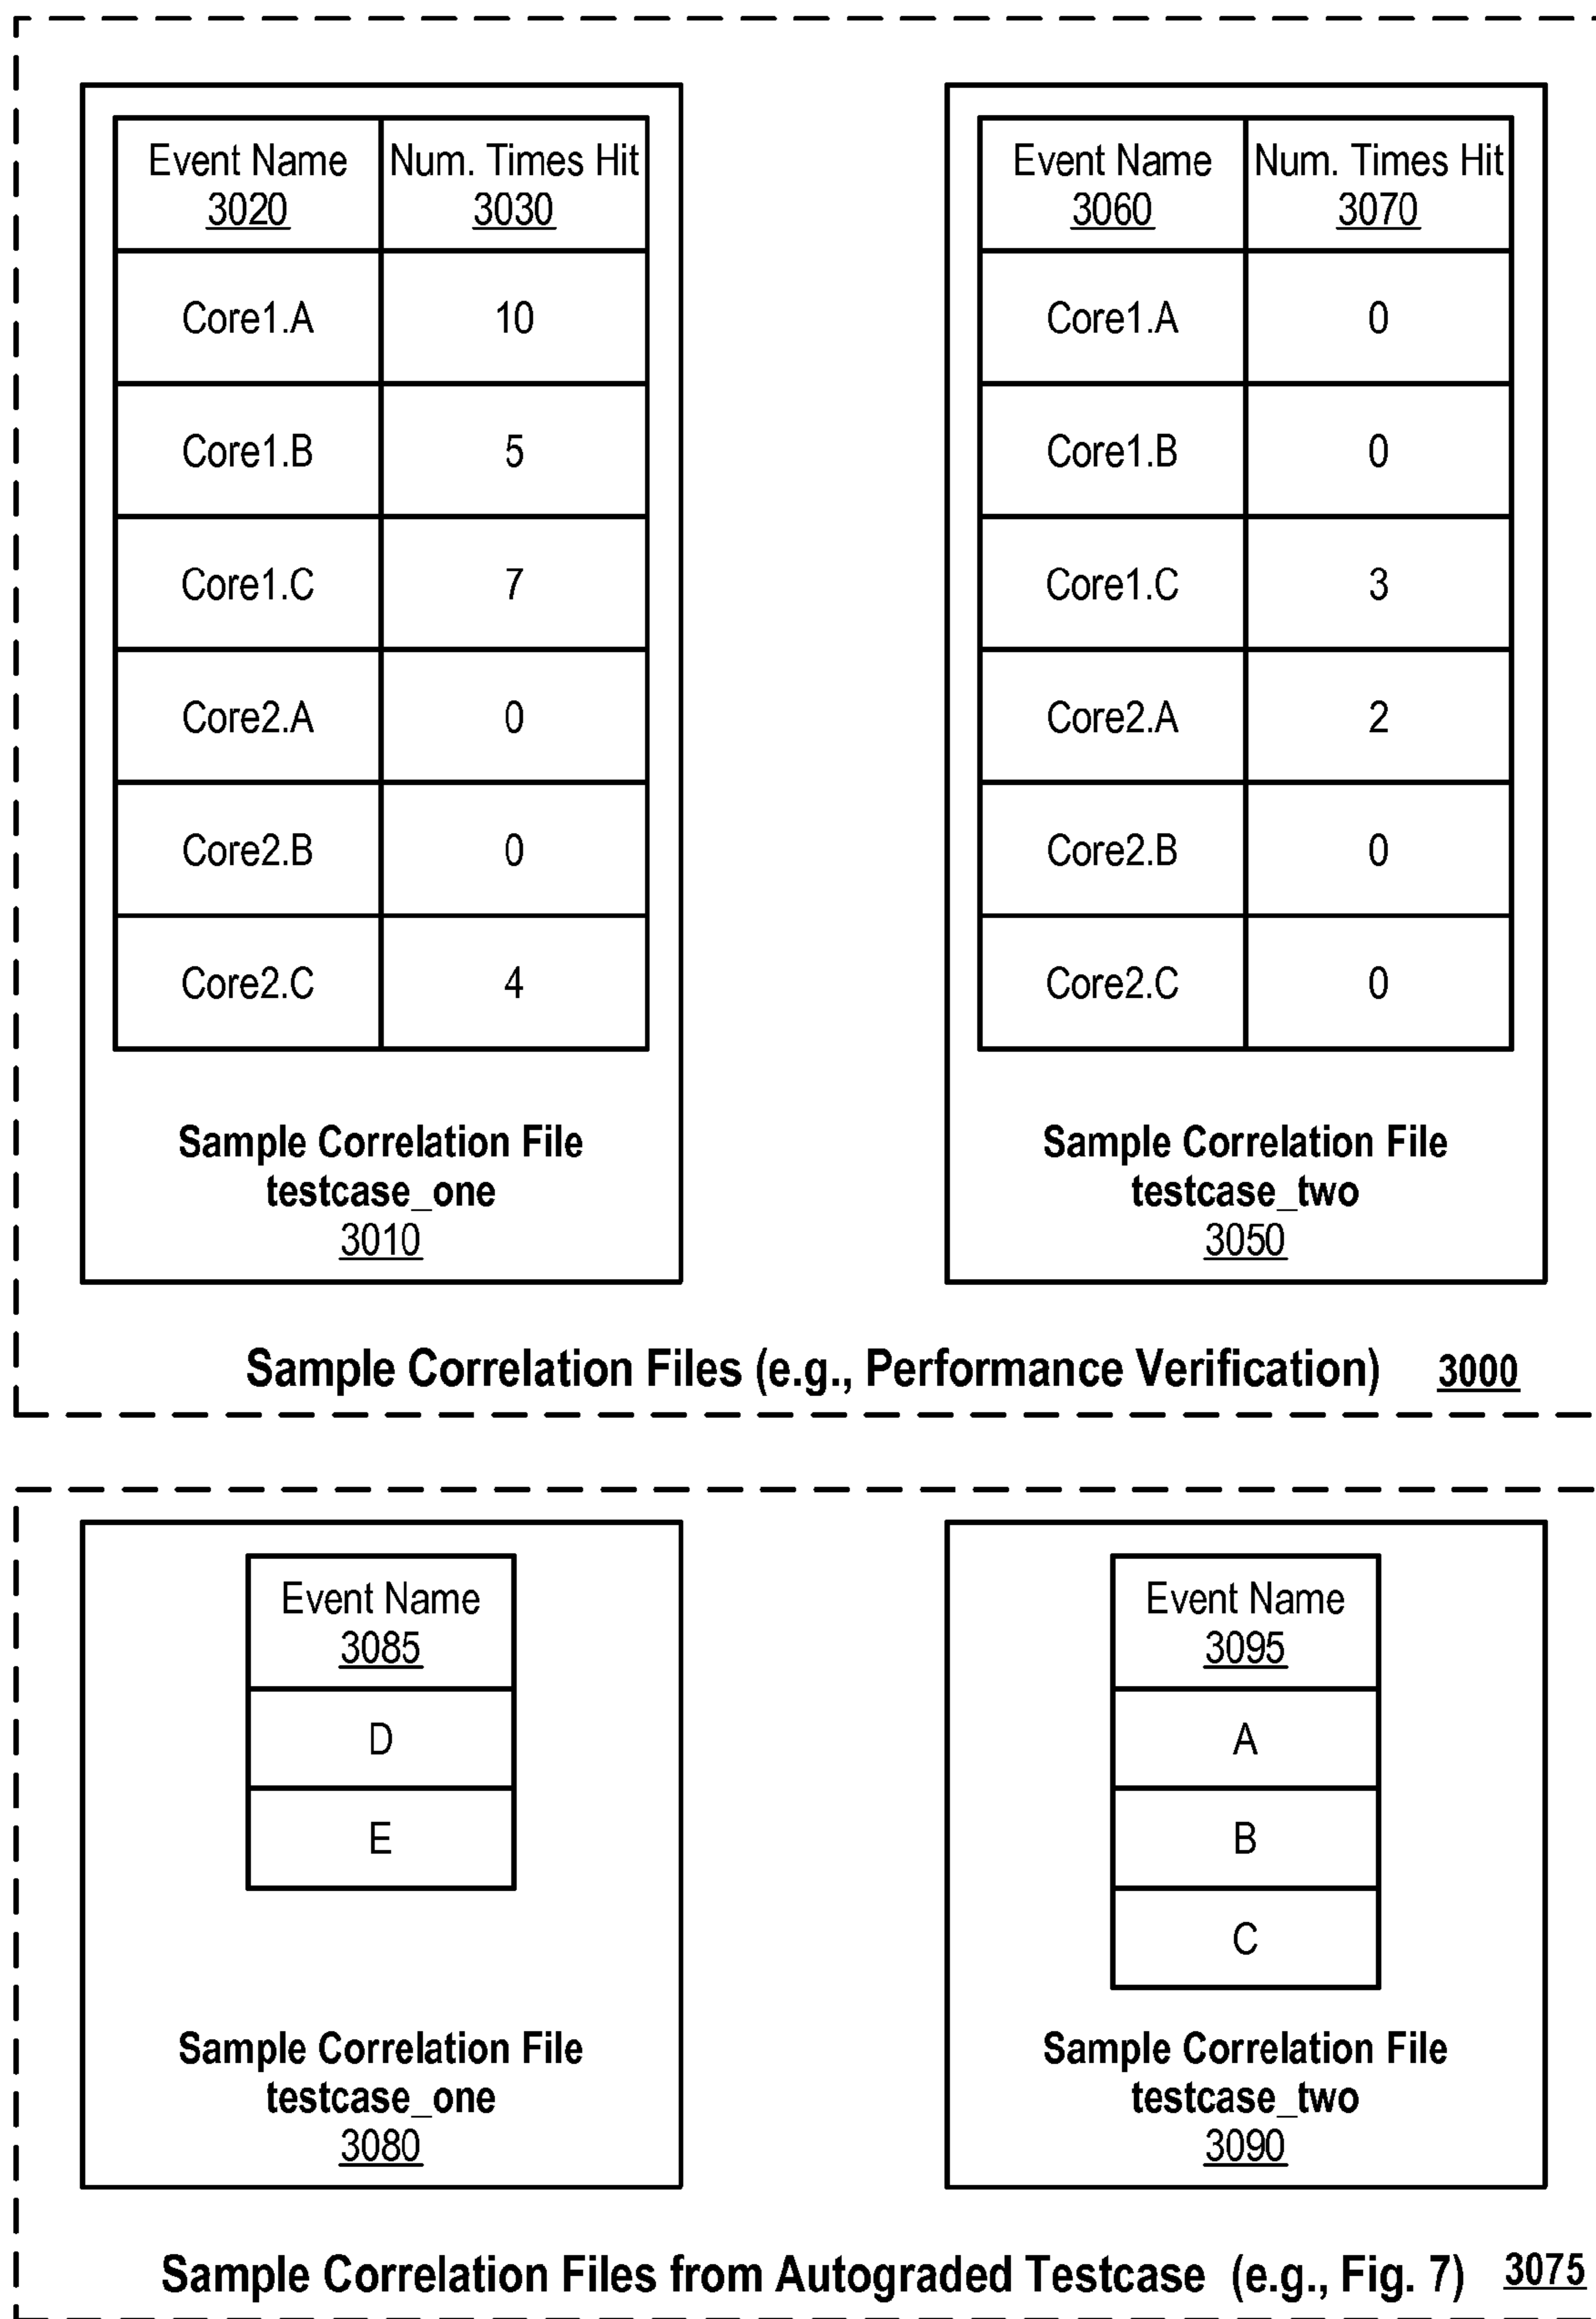 Event Name Num. Times Hit
3020 3030
Core1.A 10
Core1.B 5
Core1.C 7
Core2.A 0
Core2.B 0
Core2.C 4
Sample Correlation File
testcase_one
3010
Event Name Num. Times Hit
3060 3070
Core1.A 0
Core1.B 0
Core1.C 3
Core2.A 2
Core2.B 0
Core2.C 0
Sample Correlation File
testcase_two
3050
Sample Correlation Files (e.g., Performance Verification) 3000
Event Name
3085
D
E
Sample Correlation File
testcase_one
3080
Event Name
3095
A
B
C
Sample Correlation File
testcase_two
3090
Sample Correlation Files from Autograded Testcase (e.g., Fig. 7) 3075